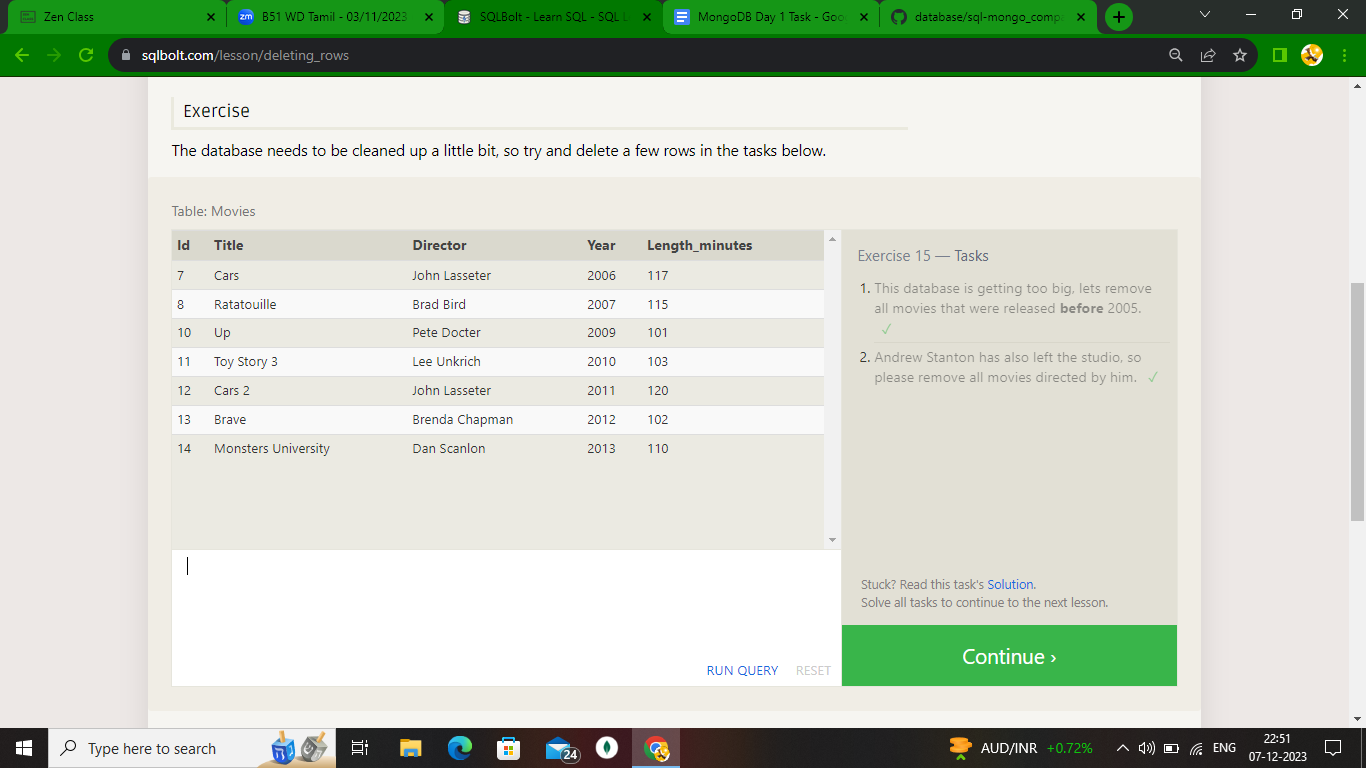 Zen Class
zm B51 WD Tamil - 03/11/2023
SQLBolt - Learn SQL - SQL L
MongoDB Day 1 Task - Goo
database/sql-mongo_comp
sqlbolt.com/lesson/deleting_rows
Exercise
The database needs to be cleaned up a little bit, so try and delete a few rows in the tasks below.
Table: Movies
Id Title Director Year Length_minutes
7 Cars John Lasseter 2006 117
8 Ratatouille Brad Bird 2007 115
10 Up Pete Docter 2009 101
11 Toy Story 3 Lee Unkrich 2010 103
12 Cars 2 John Lasseter 2011 120
13 Brave Brenda Chapman 2012 102
14 Monsters University Dan Scanlon 2013 110
RUN QUERY RESET
Exercise 15 — Tasks
1. This database is getting too big, lets remove
all movies that were released before 2005.
✓
2. Andrew Stanton has also left the studio, so
please remove all movies directed by him. ✓
Stuck? Read this task's Solution.
Solve all tasks to continue to the next lesson.
Continue ›
Type here to search
24
AUD/INR +0.72%
ENG
22:51
07-12-2023